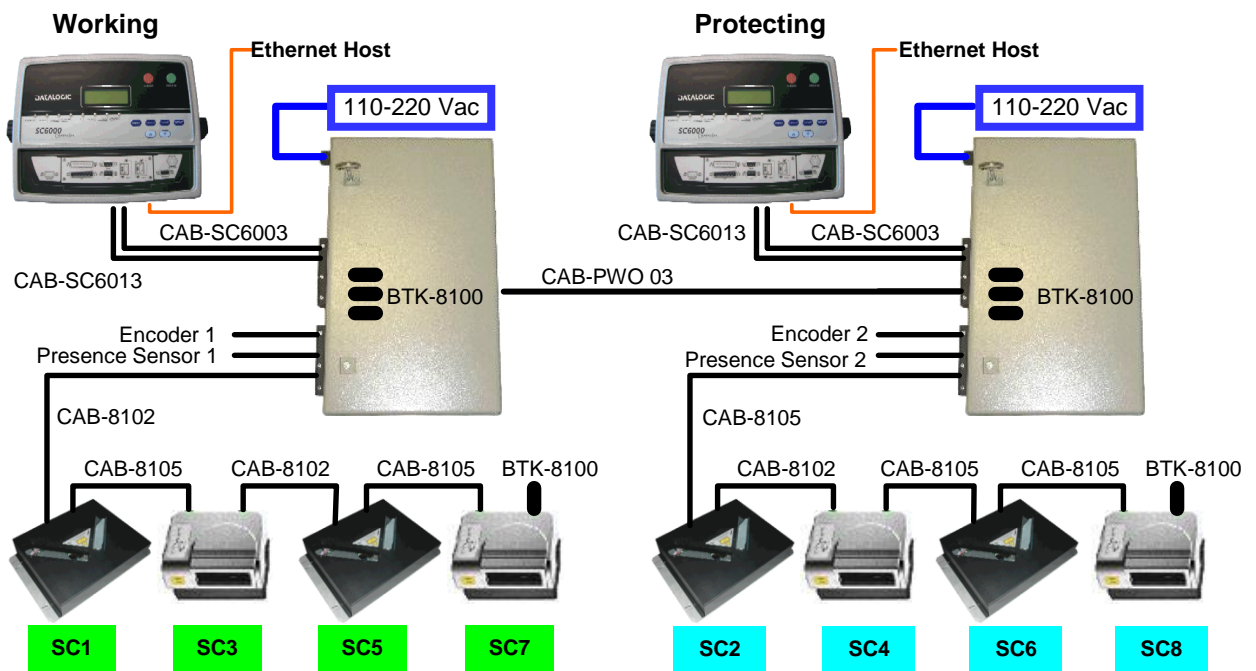 Working
Protecting
Ethernet Host
Ethernet Host
110-220 Vac
110-220 Vac
DATALOGIC
SC6000
DATALOGIC
SC6000
CAB-SC6003
CAB-SC6013
CAB-SC6013
CAB-SC6003
CAB-PWO 03
BTK-8100
BTK-8100
Encoder 1
Presence Sensor 1
Encoder 2
Presence Sensor 2
CAB-8102
CAB-8105
CAB-8105
CAB-8102
CAB-8105
BTK-8100
CAB-8102
CAB-8105
CAB-8105
BTK-8100
SC1
SC3
SC5
SC7
SC2
SC4
SC6
SC8